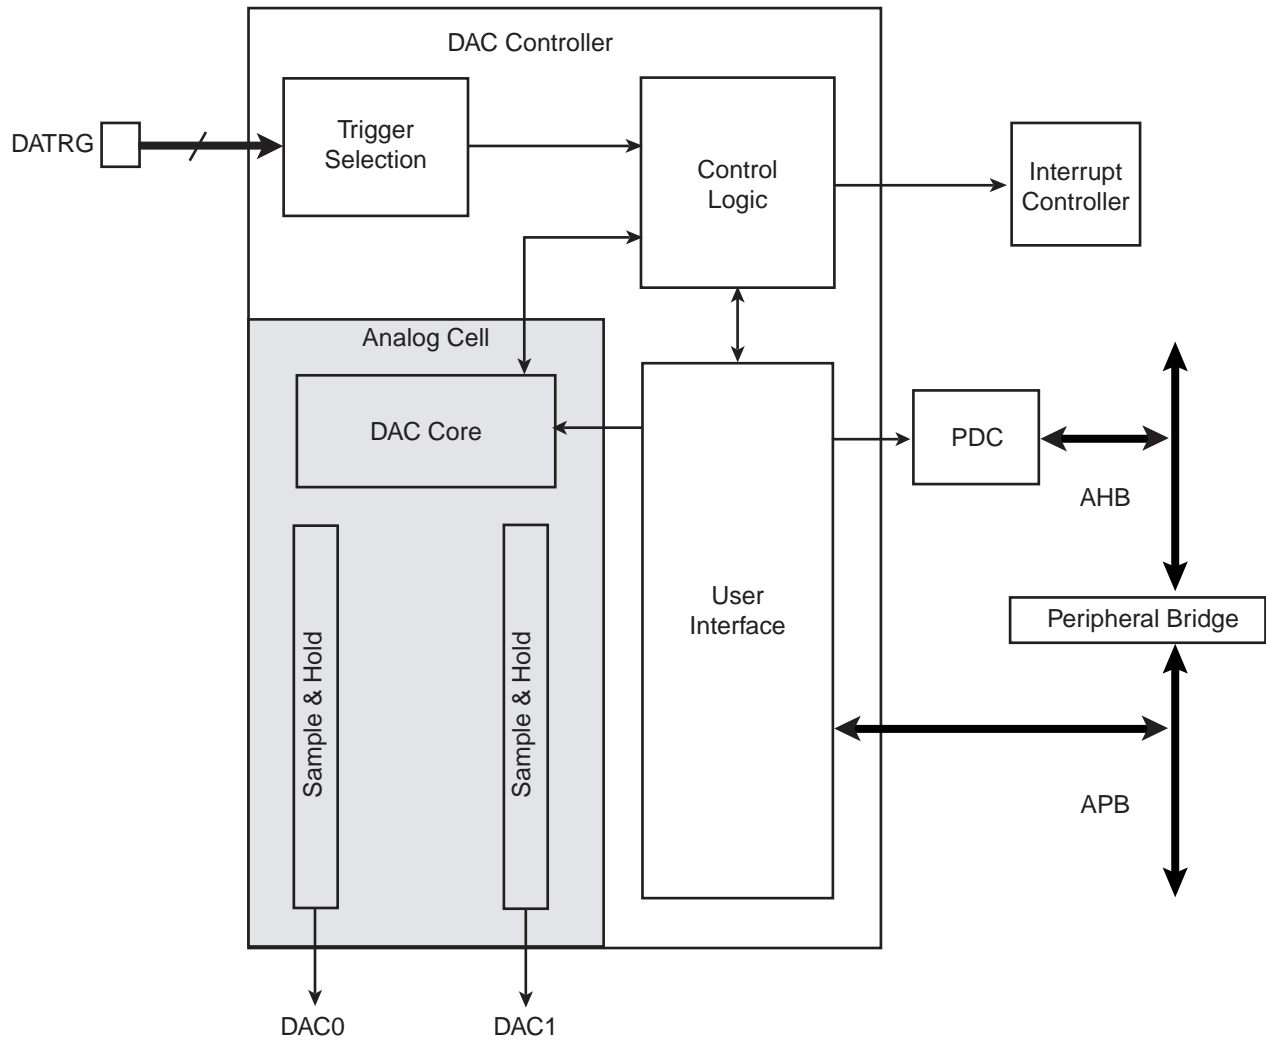 DAC Controller
DATRG
Trigger
Selection
Control
Logic
Interrupt
Controller
Analog Cell
DAC Core
PDC
AHB
User
Interface
Peripheral Bridge
Sample & Hold
Sample & Hold
APB
DAC0
DAC1